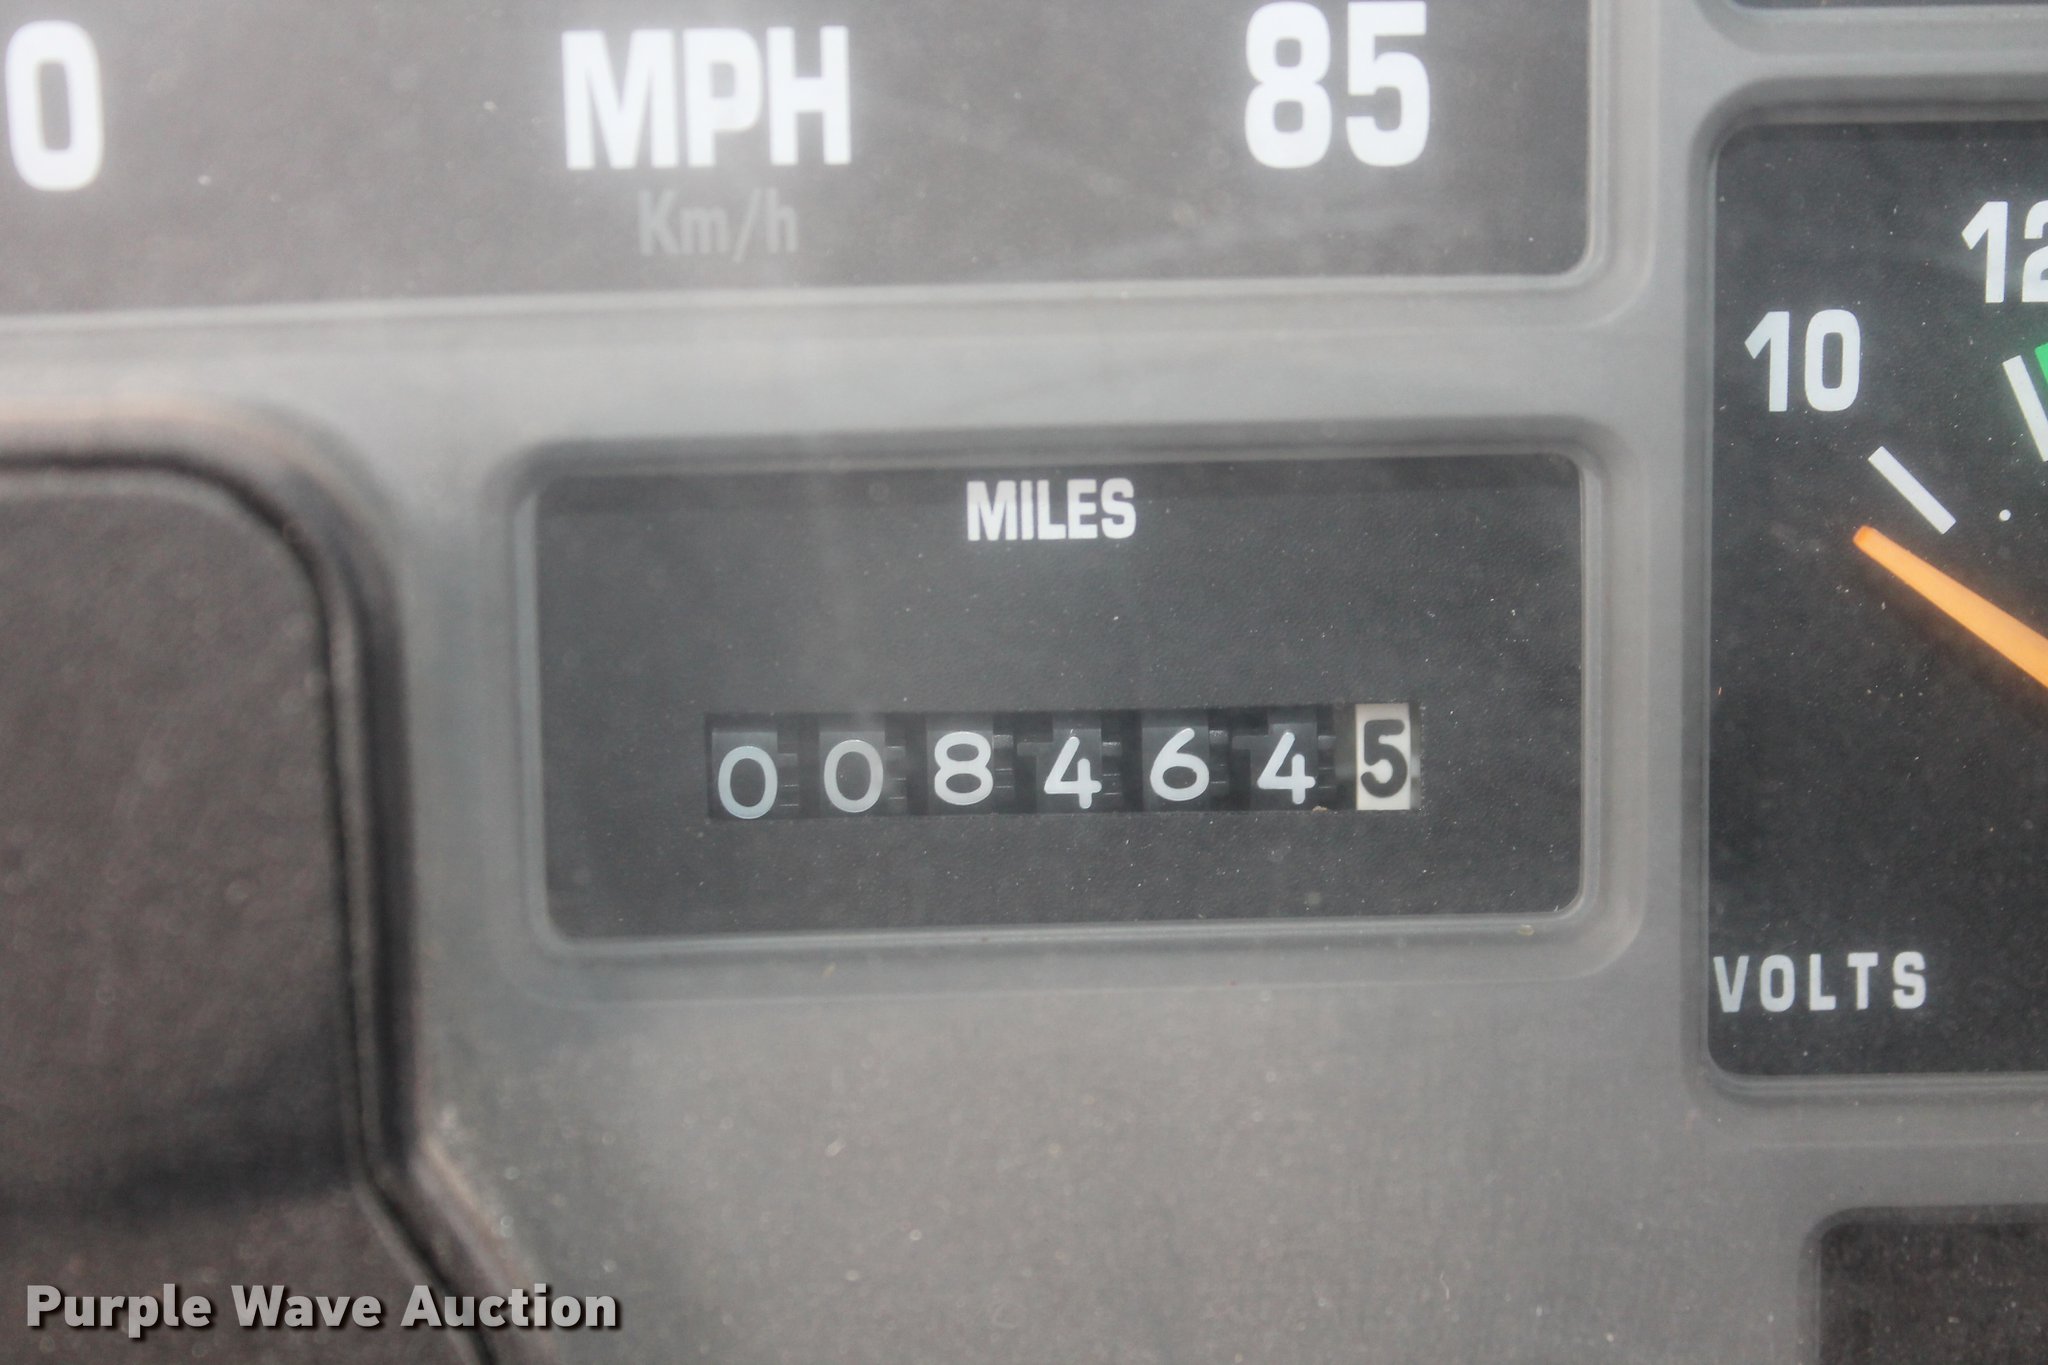 0 MPH 85
Km/h
12
10
MILES
0084645
VOLTS
Purple Wave Auction